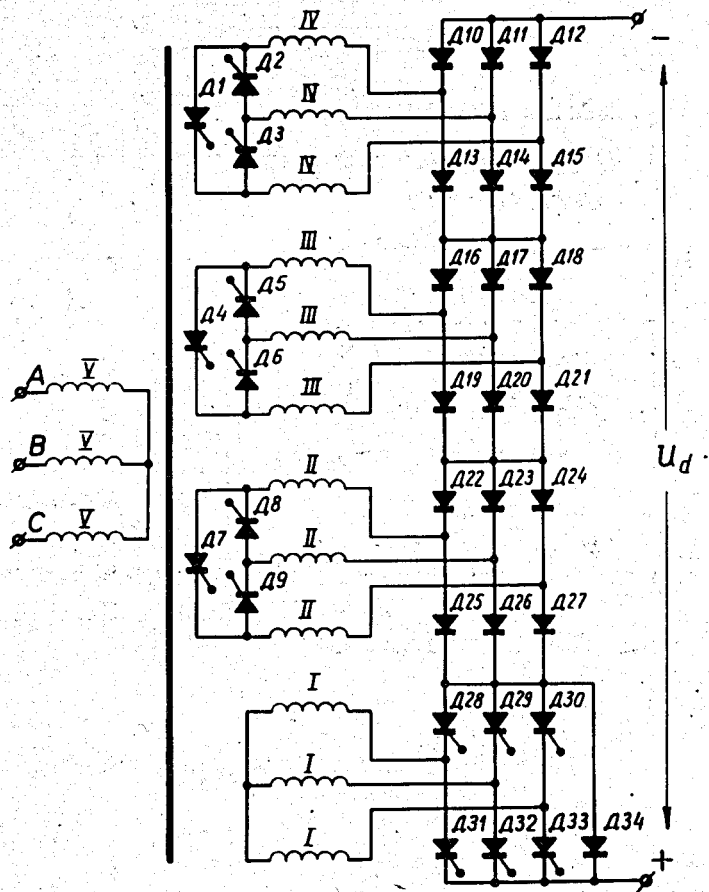 IV
Д10 Д11 Д12
−
Д1 Д2
IV
Д3
IV
Д13 Д14 Д15
III
Д16 Д17 Д18
Д4 Д5
III
Д6
III
Д19 Д20 Д21
A V
B V
C V
U_d
II
Д22 Д23 Д24
Д7 Д8
II
Д9
II
Д25 Д26 Д27
I
Д28 Д29 Д30
I
I
Д31 Д32 Д33 Д34
+